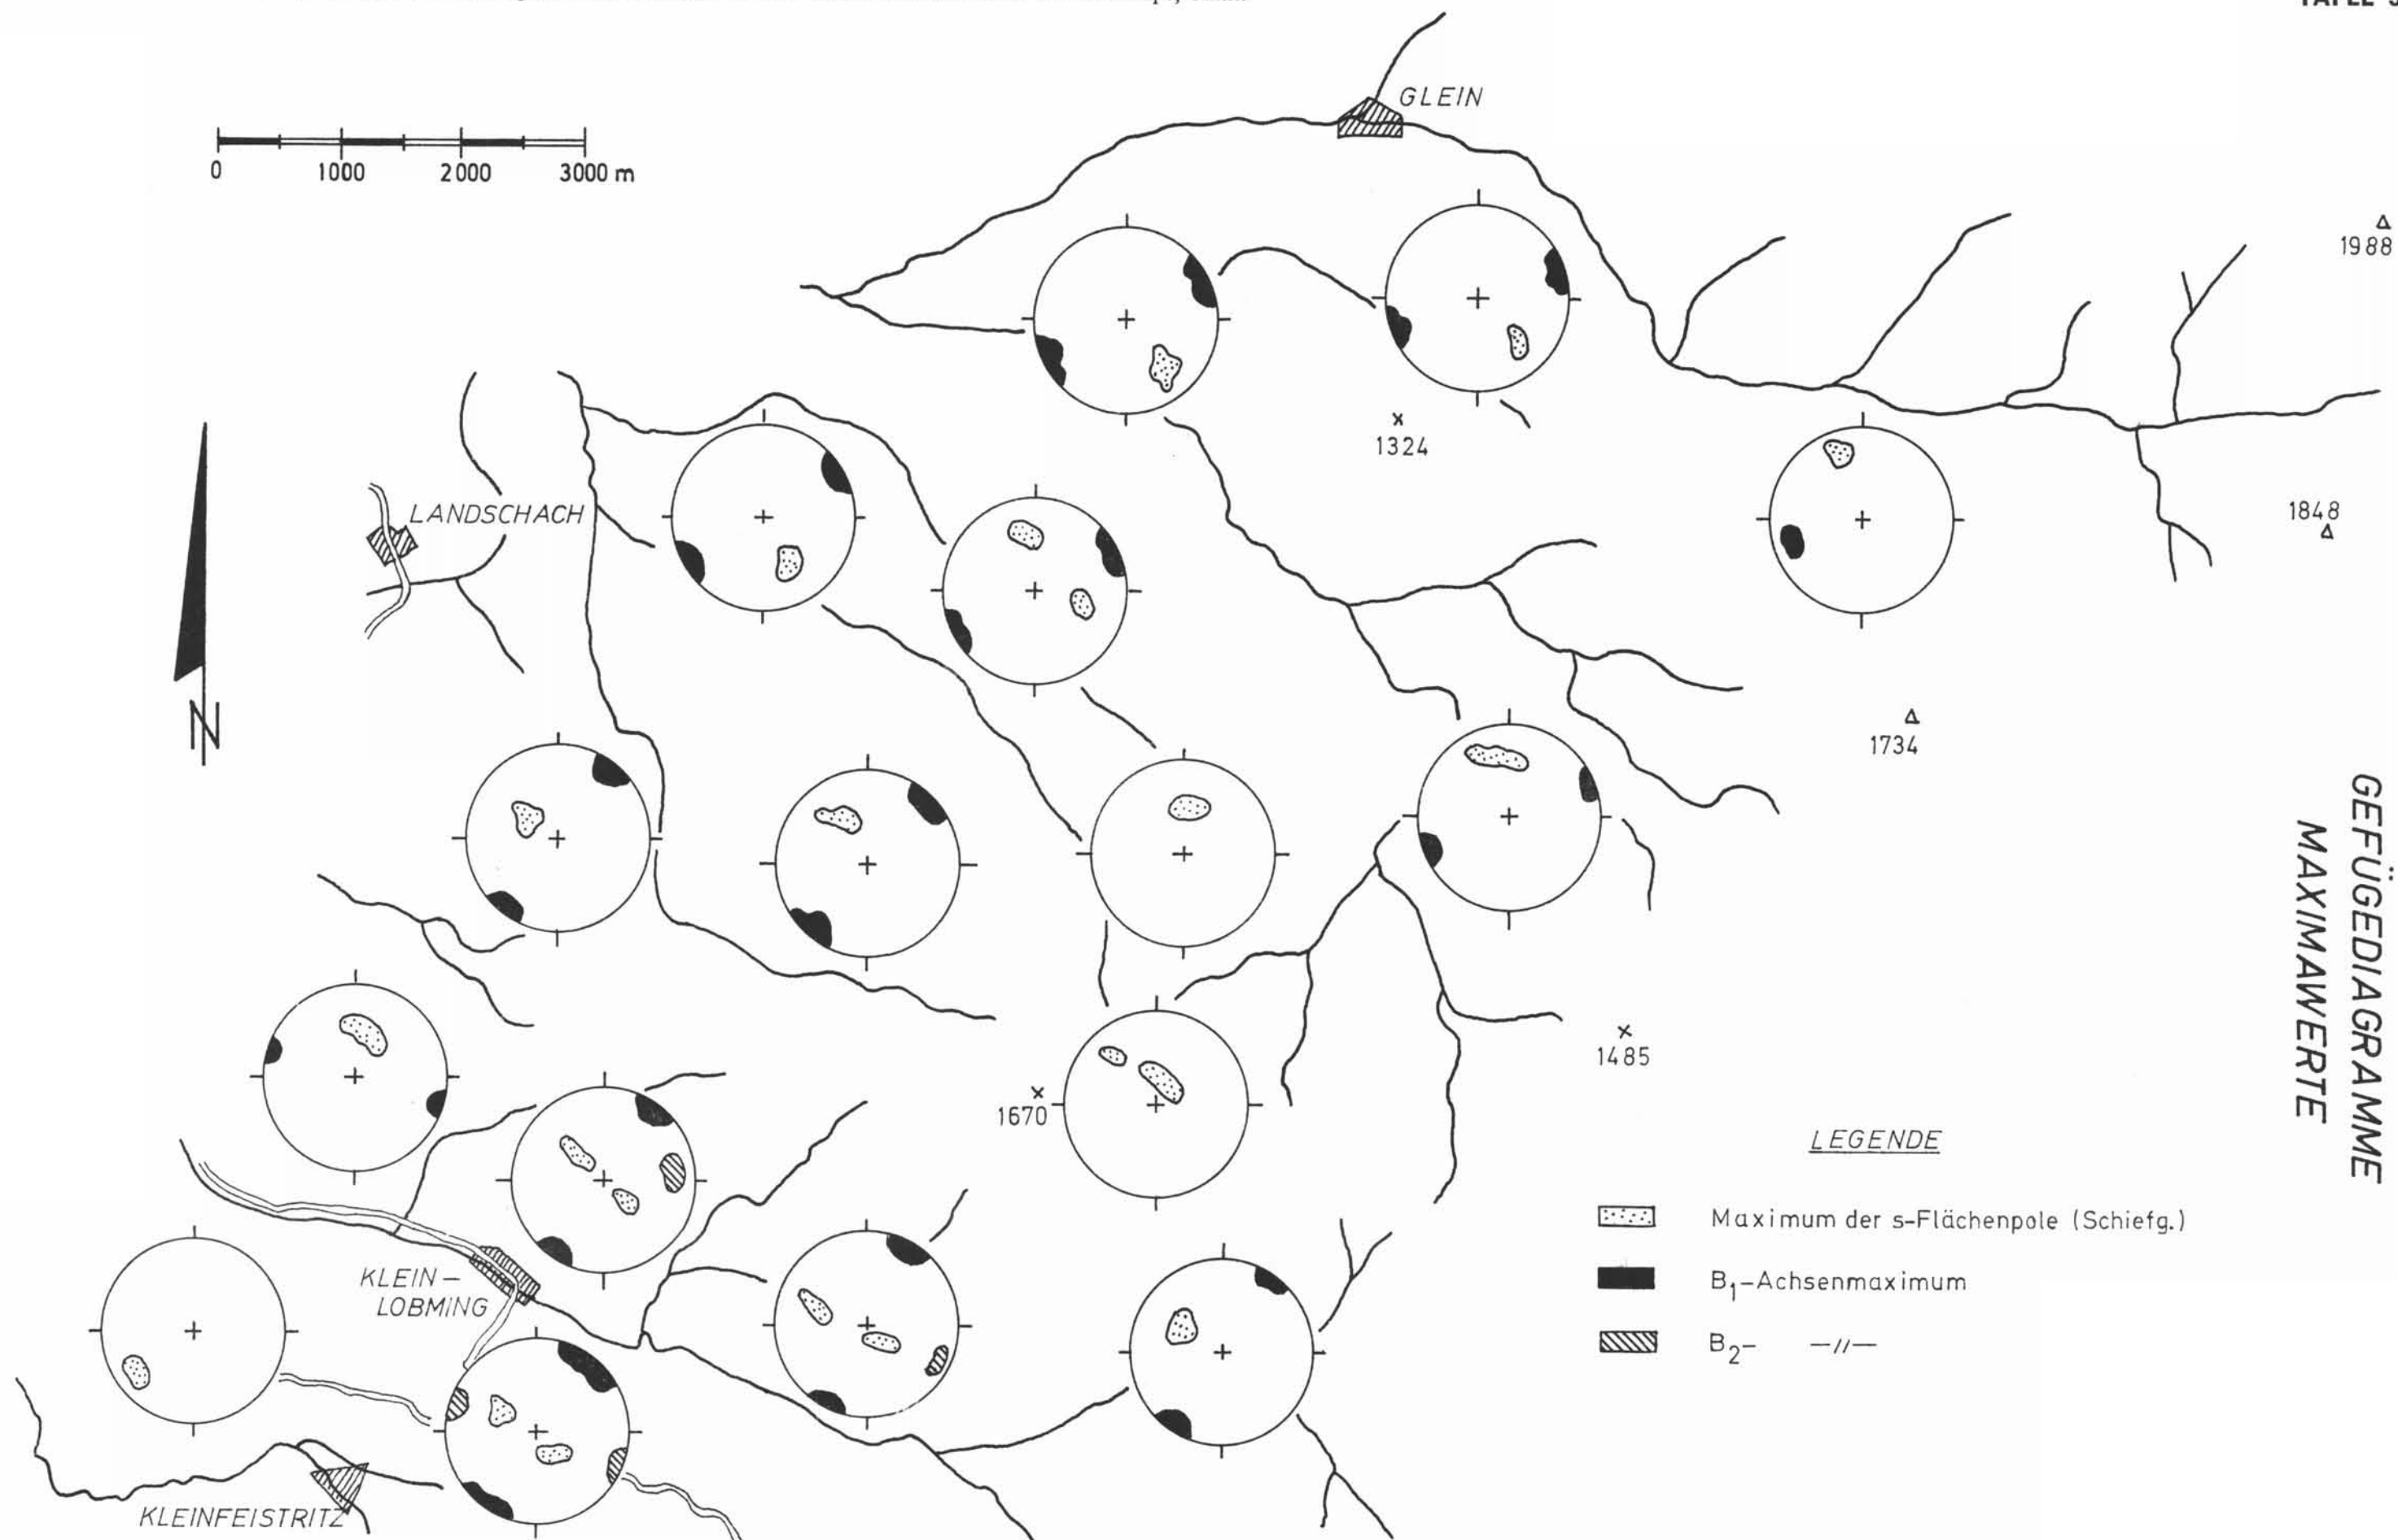 TAFEL
GLEIN
0 1000 2000 3000 m
1988
1324
LANDSCHACH
1848
N
1734
GEFÜGEDIAGRAMME
MAXIMAWERTE
1485
1670
LEGENDE
Maximum der s-Flächenpole (Schiefg.)
B₁-Achsenmaximum
B₂- —//—
KLEIN-
LOBMING
KLEINFEISTRITZ